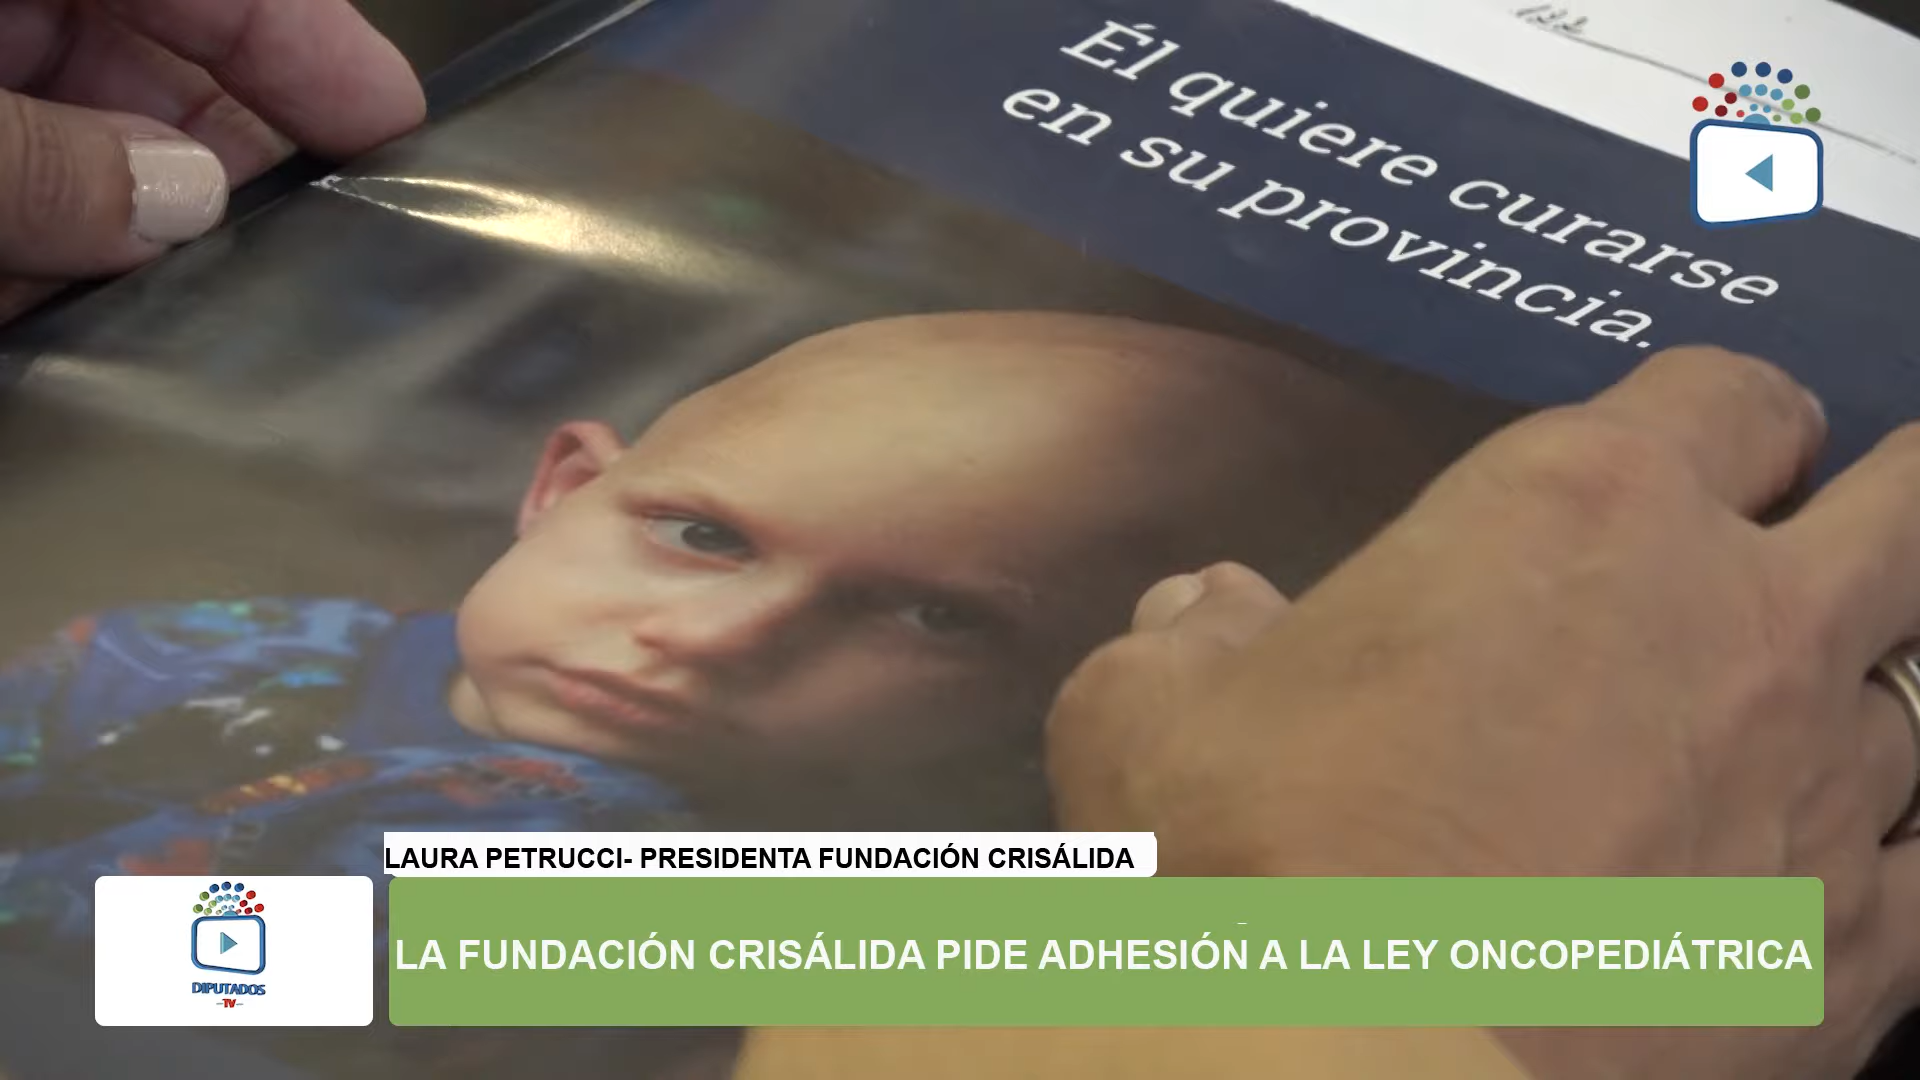 Él quiere curarse
en su provincia.
LAURA PETRUCCI- PRESIDENTA FUNDACIÓN CRISÁLIDA
LA FUNDACIÓN CRISÁLIDA PIDE ADHESIÓN A LA LEY ONCOPEDIÁTRICA
DIPUTADOS
TV